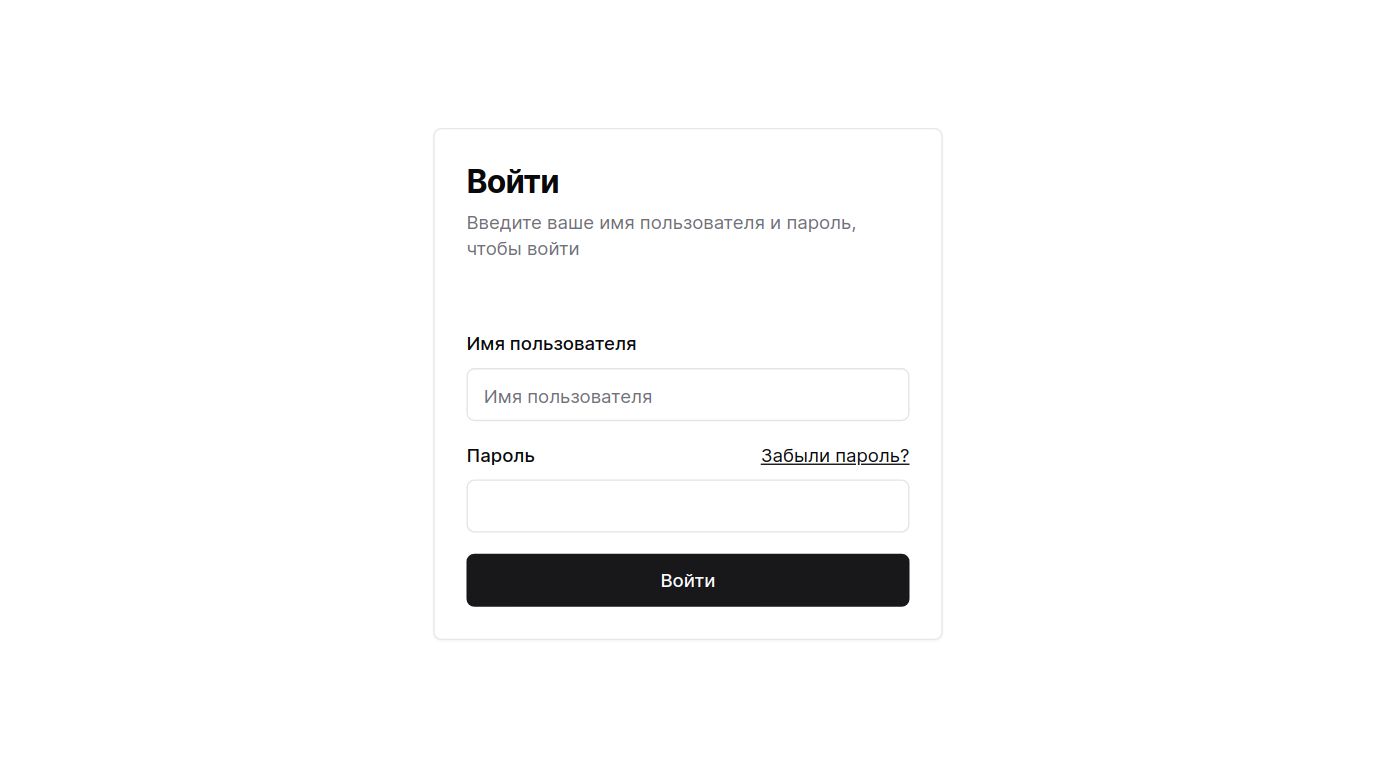 Войти
Введите ваше имя пользователя и пароль,
чтобы войти
Имя пользователя
Имя пользователя
Пароль
Забыли пароль?
Войти